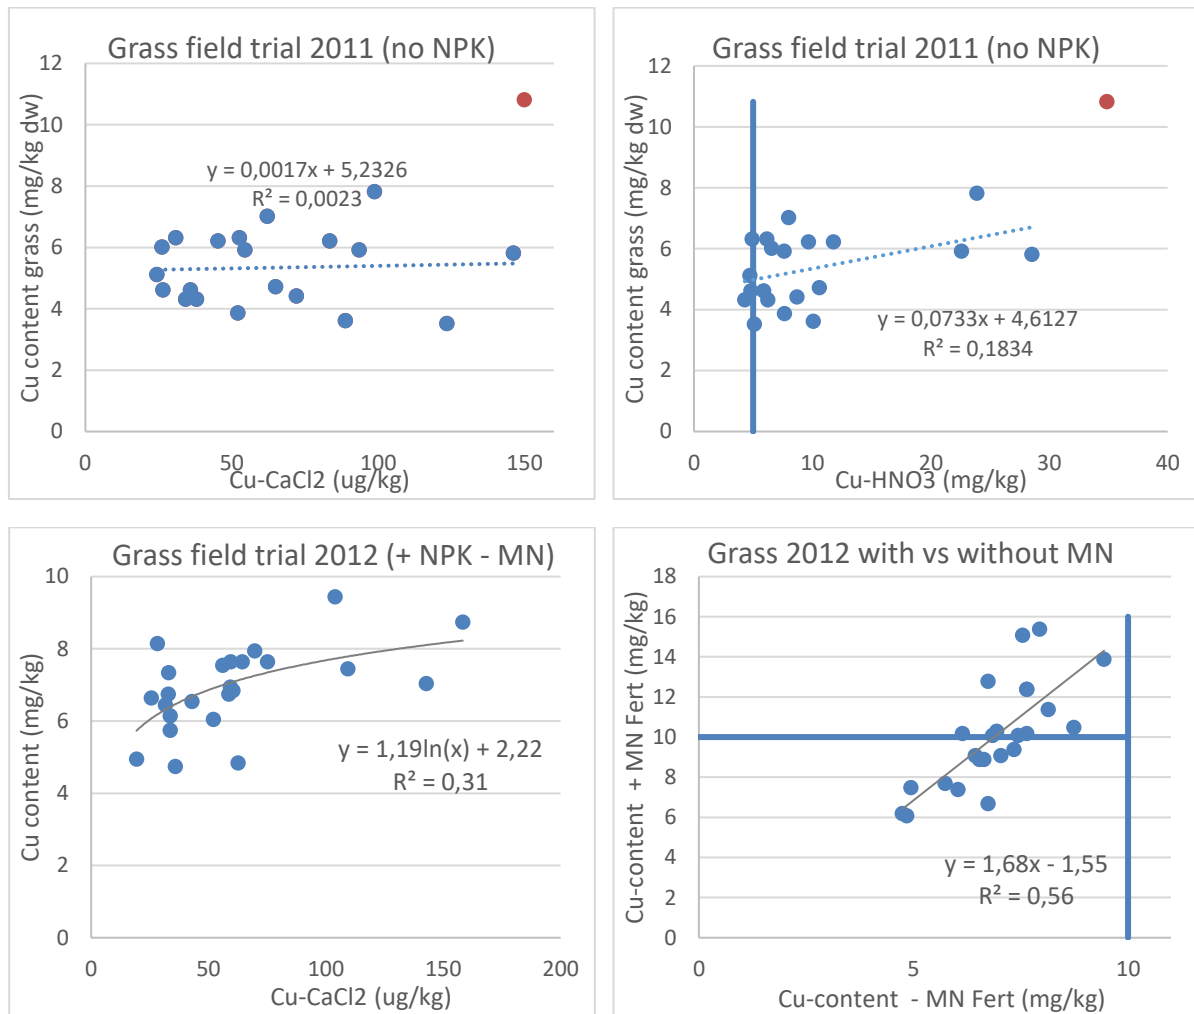 Grass field trial 2011 (no NPK)
Cu content grass (mg/kg dw)
12
10
8
6
4
2
0
y = 0,0017x + 5,2326
R² = 0,0023
0 50 100 150
Cu-CaCl2 (ug/kg)
Grass field trial 2011 (no NPK)
Cu content grass (mg/kg dw)
12
10
8
6
4
2
0
y = 0,0733x + 4,6127
R² = 0,1834
0 10 20 30 40
Cu-HNO3 (mg/kg)
Grass field trial 2012 (+ NPK - MN)
Cu content (mg/kg)
10
8
6
4
2
0
y = 1,19ln(x) + 2,22
R² = 0,31
0 50 100 150 200
Cu-CaCl2 (ug/kg)
Grass 2012 with vs without MN
Cu-content + MN Fert (mg/kg)
18
16
14
12
10
8
6
4
2
0
y = 1,68x - 1,55
R² = 0,56
0 5 10
Cu-content - MN Fert (mg/kg)